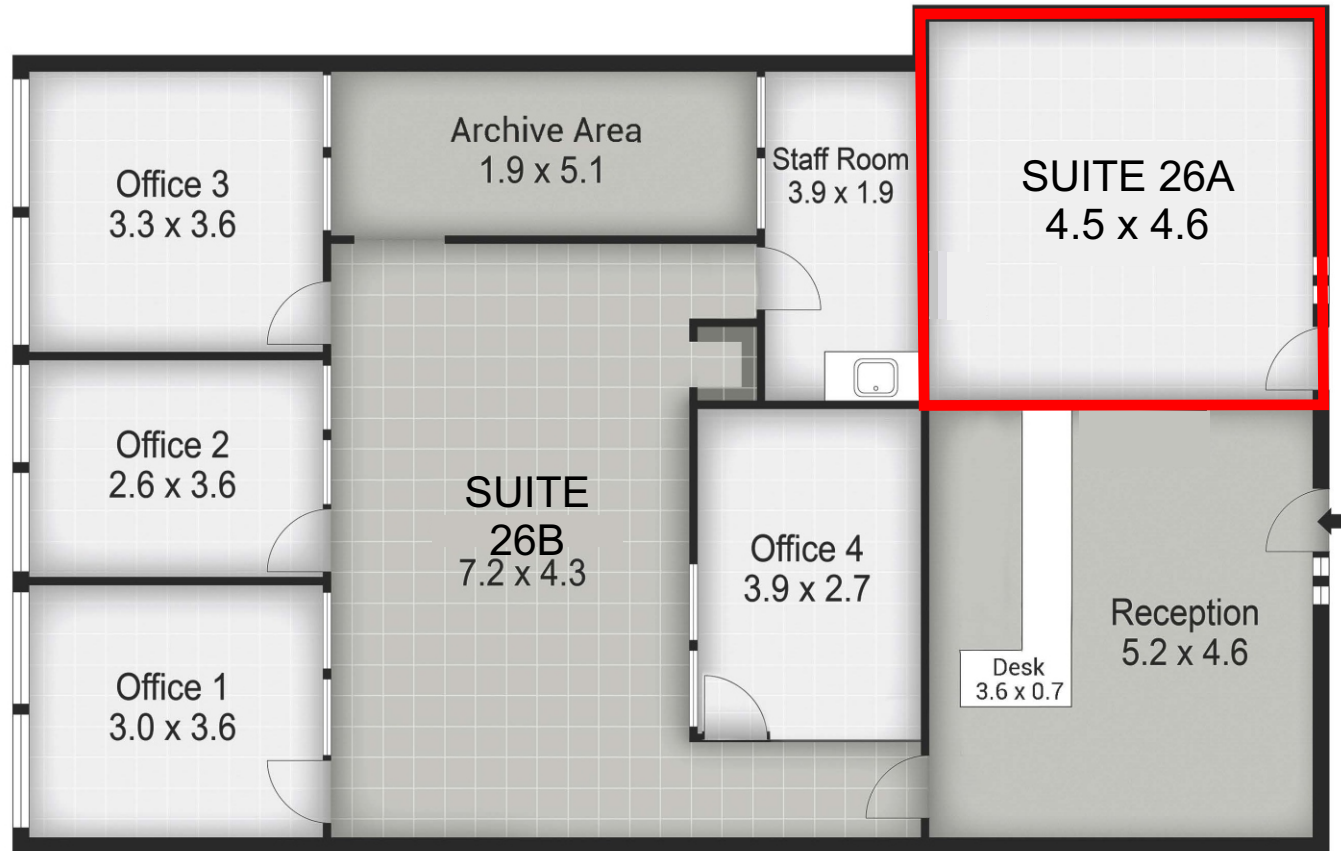 Office 3
3.3 x 3.6
Archive Area
1.9 x 5.1
Staff Room
3.9 x 1.9
SUITE 26A
4.5 x 4.6
Office 2
2.6 x 3.6
SUITE
26B
7.2 x 4.3
Office 4
3.9 x 2.7
Reception
5.2 x 4.6
Desk
3.6 x 0.7
Office 1
3.0 x 3.6